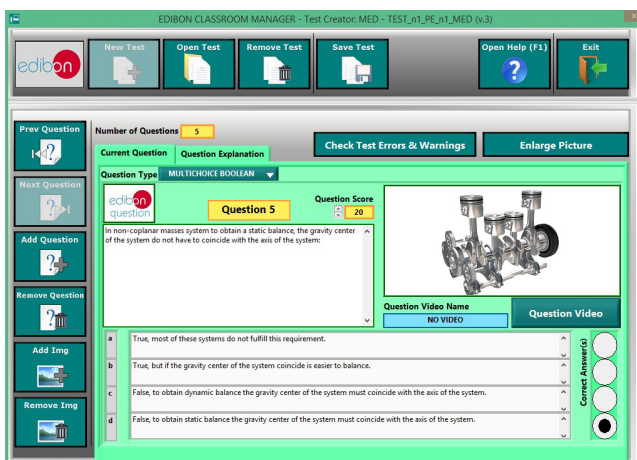 EDIBON CLASSROOM MANAGER - Test Creator: MED - TEST_n1_PE_n1_MED (v.3)
edibon
New Test
Open Test
Remove Test
Save Test
Open Help (F1)
Exit
Prev Question
Next Question
Add Question
Remove Question
Add Img
Remove Img
Number of Questions 5
Check Test Errors & Warnings
Enlarge Picture
Current Question
Question Explanation
Question Type MULTICHOICE BOOLEAN
edibon
question
Question 5
Question Score
20
In non-coplanar masses system to obtain a static balance, the gravity center
of the system do not have to coincide with the axis of the system:
Question Video Name
NO VIDEO
Question Video
a True, most of these systems do not fulfill this requirement.
b True, but if the gravity center of the system coincide is easier to balance.
c False, to obtain dynamic balance the gravity center of the system must coincide with the axis of the system.
d False, to obtain static balance the gravity center of the system must coincide with the axis of the system.
Correct Answer(s)